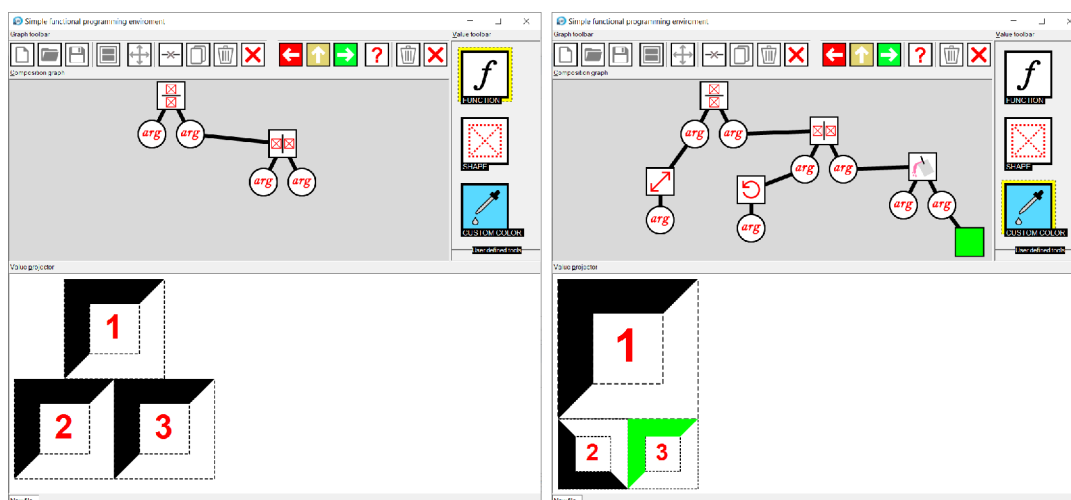 Simple functional programming enviroment
Graph toolbar
Value toolbar
?
Composition graph
f
FUNCTION
arg arg
arg arg
SHAPE
CUSTOM COLOR
User defined tools
Value projector
1
2 3
Simple functional programming enviroment
Graph toolbar
Value toolbar
?
Composition graph
f
FUNCTION
arg arg
arg arg
arg arg
arg arg
SHAPE
CUSTOM COLOR
User defined tools
Value projector
1
2 3